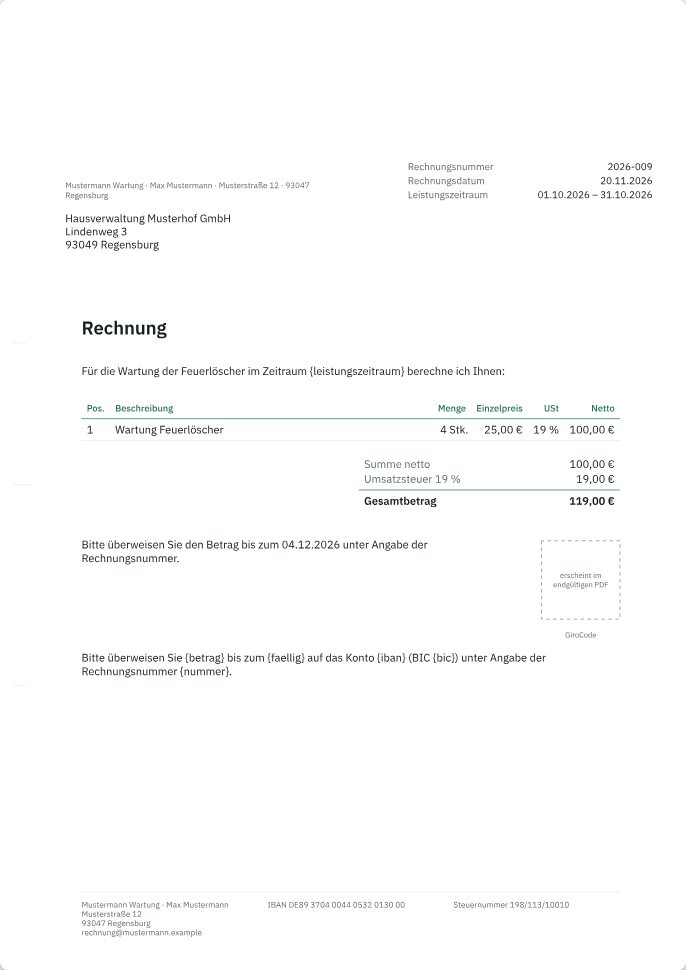 Rechnungsnummer 2026-009
Rechnungsdatum 20.11.2026
Leistungszeitraum 01.10.2026 – 31.10.2026
Mustermann Wartung · Max Mustermann · Musterstraße 12 · 93047
Regensburg
Hausverwaltung Musterhof GmbH
Lindenweg 3
93049 Regensburg
Rechnung
Für die Wartung der Feuerlöscher im Zeitraum {leistungszeitraum} berechne ich Ihnen:
Pos. Beschreibung Menge Einzelpreis USt Netto
1 Wartung Feuerlöscher 4 Stk. 25,00 € 19 % 100,00 €
Summe netto 100,00 €
Umsatzsteuer 19 % 19,00 €
Gesamtbetrag 119,00 €
Bitte überweisen Sie den Betrag bis zum 04.12.2026 unter Angabe der
Rechnungsnummer.
erscheint im
endgültigen PDF
GiroCode
Bitte überweisen Sie {betrag} bis zum {faellig} auf das Konto {iban} (BIC {bic}) unter Angabe der
Rechnungsnummer {nummer}.
Mustermann Wartung · Max Mustermann IBAN DE89 3704 0044 0532 0130 00 Steuernummer 198/113/10010
Musterstraße 12
93047 Regensburg
rechnung@mustermann.example